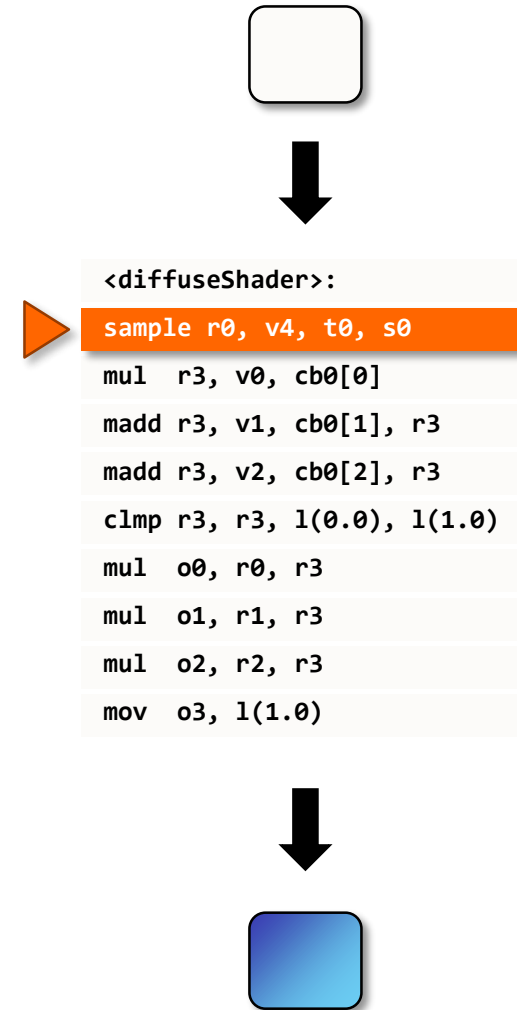 <diffuseShader>:
sample r0, v4, t0, s0
mul  r3, v0, cb0[0]
madd r3, v1, cb0[1], r3
madd r3, v2, cb0[2], r3
clmp r3, r3, l(0.0), l(1.0)
mul  o0, r0, r3
mul  o1, r1, r3
mul  o2, r2, r3
mov  o3, l(1.0)